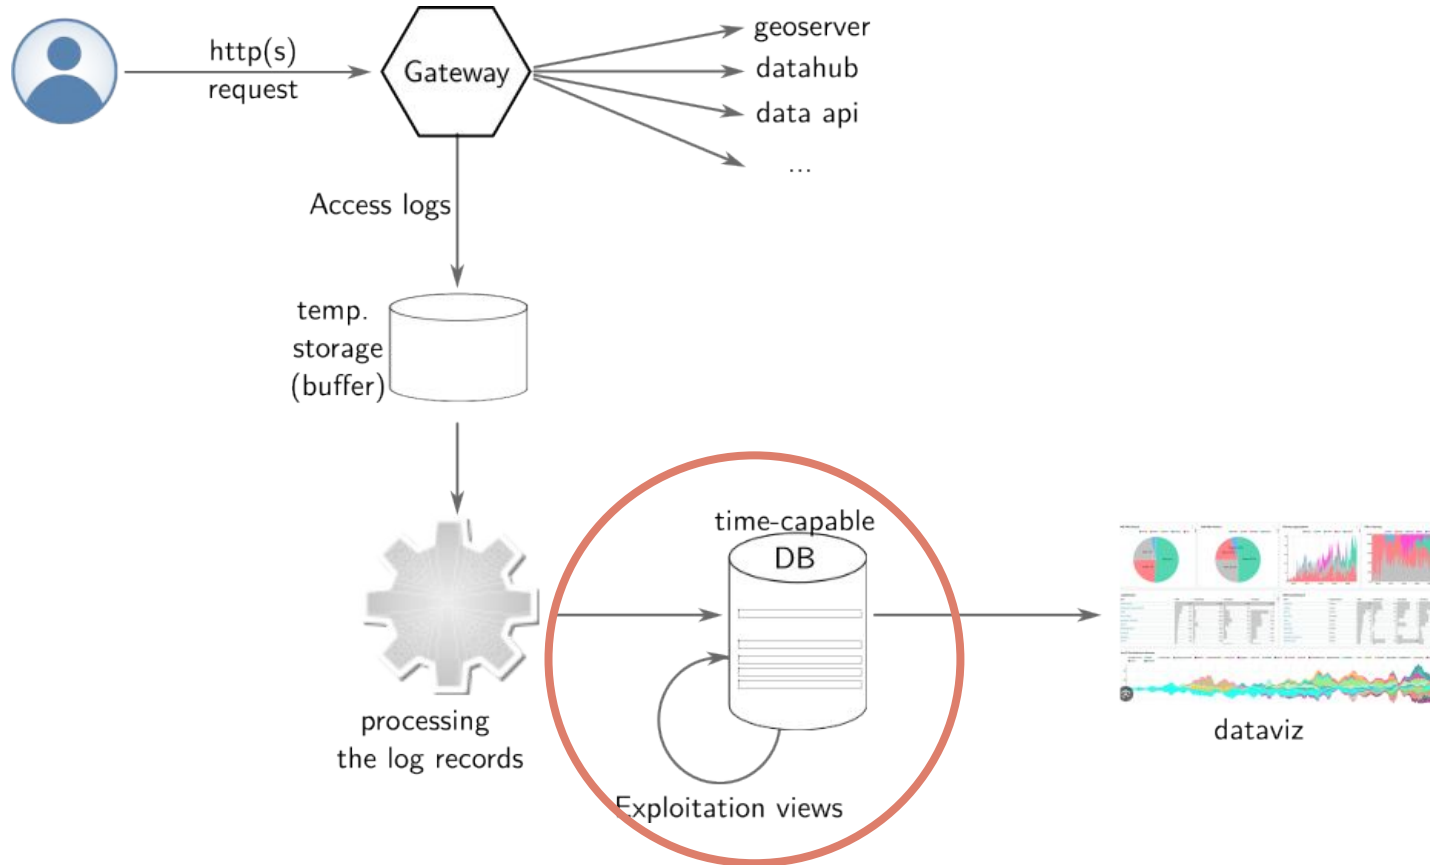 http(s)
request
Gateway
geoserver
datahub
data api
...
Access logs
temp.
storage
(buffer)
time-capable
DB
processing
the log records
Exploitation views
dataviz